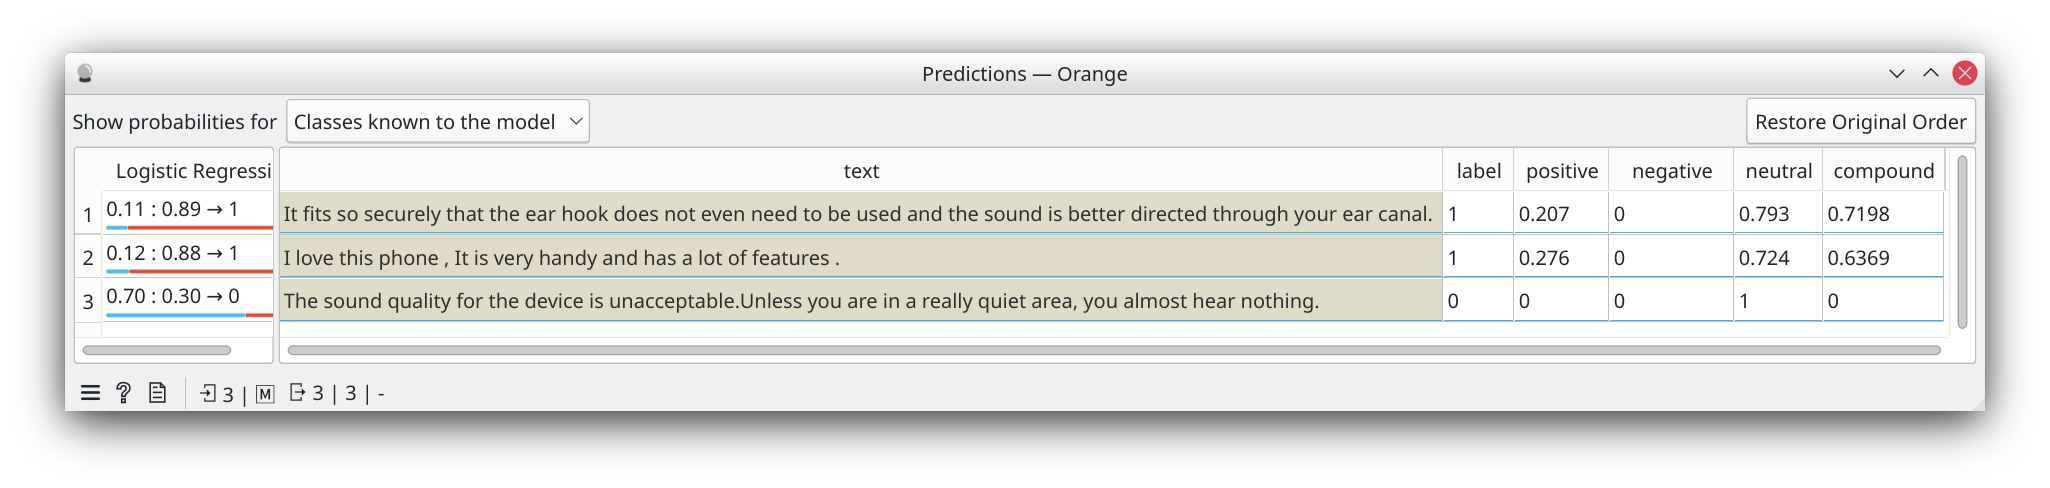 Predictions — Orange
Show probabilities for Classes known to the model Restore Original Order
Logistic Regressi text label positive negative neutral compound
1 0.11 : 0.89 → 1 It fits so securely that the ear hook does not even need to be used and the sound is better directed through your ear canal. 1 0.207 0 0.793 0.7198
2 0.12 : 0.88 → 1 I love this phone , It is very handy and has a lot of features . 1 0.276 0 0.724 0.6369
3 0.70 : 0.30 → 0 The sound quality for the device is unacceptable.Unless you are in a really quiet area, you almost hear nothing. 0 0 0 1 0
? 3 | M 3 | 3 | -